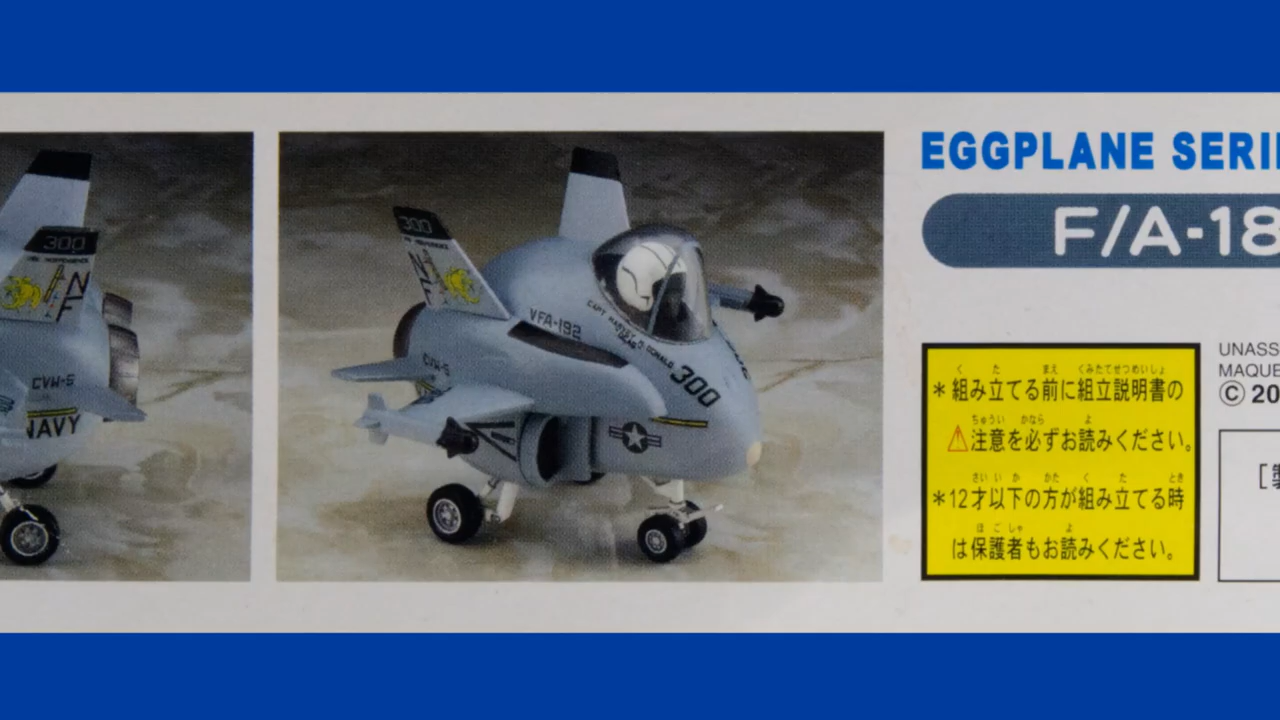 300
NF
CVW-5
NAVY
300
NF
VFA-192
CVW-5
300
EGGPLANE SERI
F/A-18
く た まえ くみたてせつめいしょ
*組み立てる前に組立説明書の
ちゅうい かなら よ
⚠注意を必ずお読みください。
さい い か かた く た とき
*12才以下の方が組み立てる時
ほ ご しゃ よ
は保護者もお読みください。
UNASS
MAQUE
© 20
[製